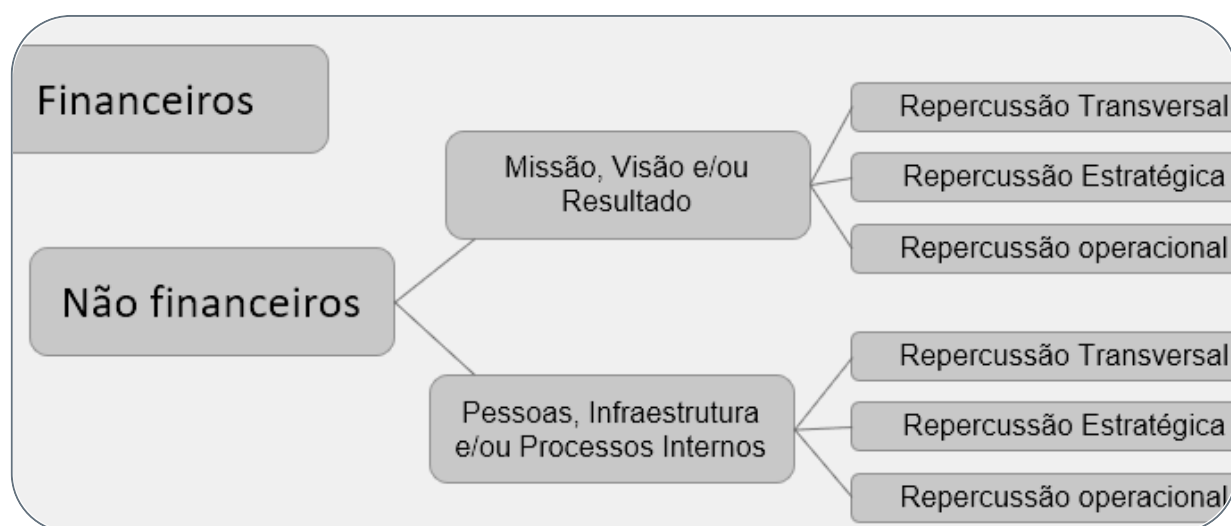 Financeiros
Não financeiros
Missão, Visão e/ou
Resultado
Repercussão Transversal
Repercussão Estratégica
Repercussão operacional
Pessoas, Infraestrutura
e/ou Processos Internos
Repercussão Transversal
Repercussão Estratégica
Repercussão operacional